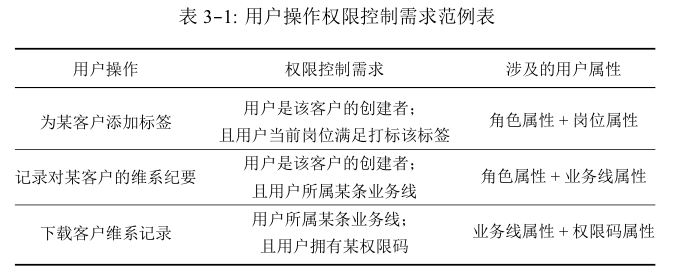 表 3-1: 用户操作权限控制需求范例表
用户操作 权限控制需求 涉及的用户属性
为某客户添加标签 用户是该客户的创建者; 角色属性 + 岗位属性
且用户当前岗位满足打标该标签
记录对某客户的维系纪要 用户是该客户的创建者; 角色属性 + 业务线属性
且用户所属某条业务线
下载客户维系记录 用户所属某条业务线; 业务线属性 + 权限码属性
且用户拥有某权限码